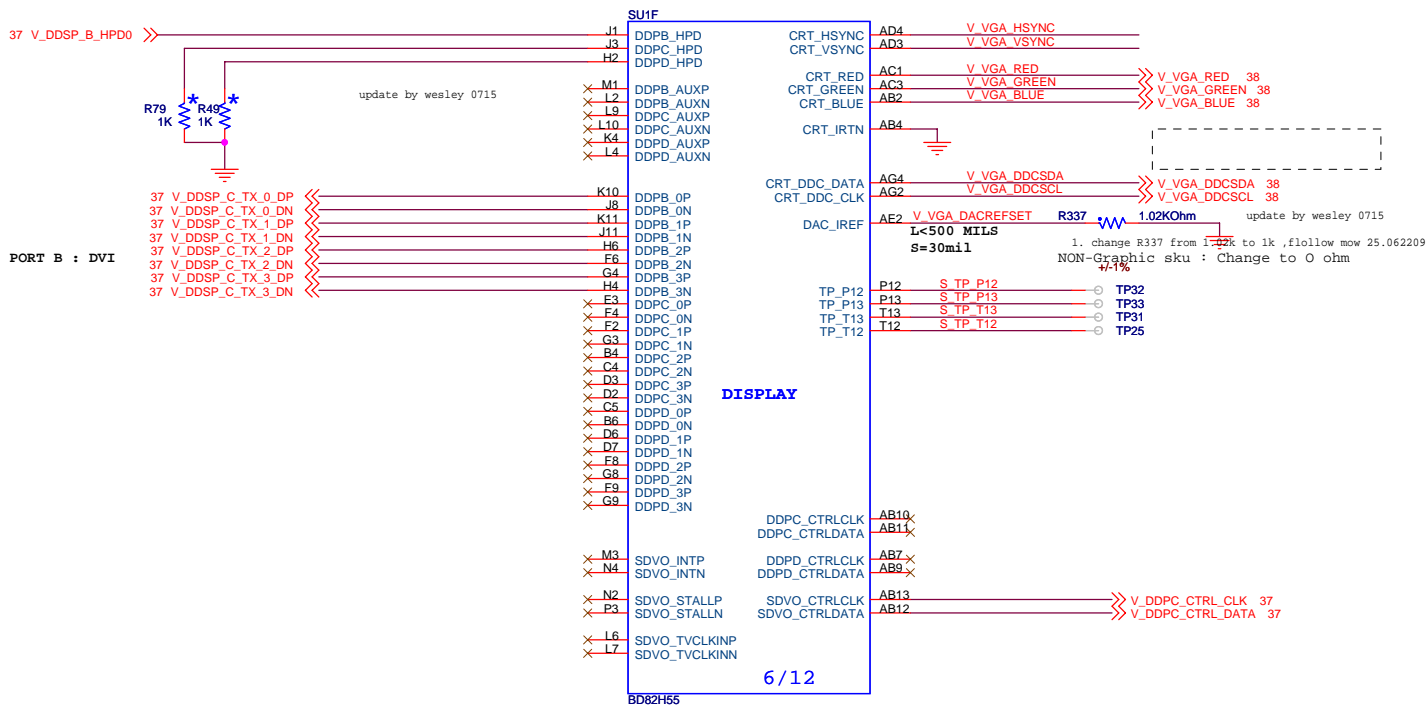 SU1F
37 V_DDSP_B_HPD0
J1 DDPB_HPD
J3 DDPC_HPD
H2 DDPD_HPD
R79 1K
*
R49 1K
*
update by wesley 0715
M1 DDPB_AUXP
L2 DDPB_AUXN
L9 DDPC_AUXP
L10 DDPC_AUXN
K4 DDPD_AUXP
L4 DDPD_AUXN
37 V_DDSP_C_TX_0_DP K10 DDPB_0P
37 V_DDSP_C_TX_0_DN J8 DDPB_0N
37 V_DDSP_C_TX_1_DP K11 DDPB_1P
37 V_DDSP_C_TX_1_DN J11 DDPB_1N
37 V_DDSP_C_TX_2_DP H6 DDPB_2P
37 V_DDSP_C_TX_2_DN F6 DDPB_2N
37 V_DDSP_C_TX_3_DP G4 DDPB_3P
37 V_DDSP_C_TX_3_DN H4 DDPB_3N
PORT B : DVI
E3 DDPC_0P
F4 DDPC_0N
F2 DDPC_1P
G3 DDPC_1N
B4 DDPC_2P
C4 DDPC_2N
D3 DDPC_3P
D2 DDPC_3N
C5 DDPD_0P
B6 DDPD_0N
D6 DDPD_1P
D7 DDPD_1N
F8 DDPD_2P
G8 DDPD_2N
F9 DDPD_3P
G9 DDPD_3N
M3 SDVO_INTP
N4 SDVO_INTN
N2 SDVO_STALLP
P3 SDVO_STALLN
L6 SDVO_TVCLKINP
L7 SDVO_TVCLKINN
DISPLAY
6/12
BD82H55
CRT_HSYNC AD4 V_VGA_HSYNC
CRT_VSYNC AD3 V_VGA_VSYNC
CRT_RED AC1 V_VGA_RED V_VGA_RED 38
CRT_GREEN AC3 V_VGA_GREEN V_VGA_GREEN 38
CRT_BLUE AB2 V_VGA_BLUE V_VGA_BLUE 38
CRT_IRTN AB4
CRT_DDC_DATA AG4 V_VGA_DDCSDA V_VGA_DDCSDA 38
CRT_DDC_CLK AG2 V_VGA_DDCSCL V_VGA_DDCSCL 38
DAC_IREF AE2 V_VGA_DACREFSET R337 1.02KOhm
update by wesley 0715
L<500 MILS
S=30mil
1. change R337 from 1.02k to 1k ,flollow mow 25.062209
NON-Graphic sku : Change to O ohm
+/-1%
TP_P12 P12 S_TP_P12 TP32
TP_P13 P13 S_TP_P13 TP33
TP_T13 T13 S_TP_T13 TP31
TP_T12 T12 S_TP_T12 TP25
DDPC_CTRLCLK AB10
DDPC_CTRLDATA AB11
DDPD_CTRLCLK AB7
DDPD_CTRLDATA AB9
SDVO_CTRLCLK AB13 V_DDPC_CTRL_CLK 37
SDVO_CTRLDATA AB12 V_DDPC_CTRL_DATA 37